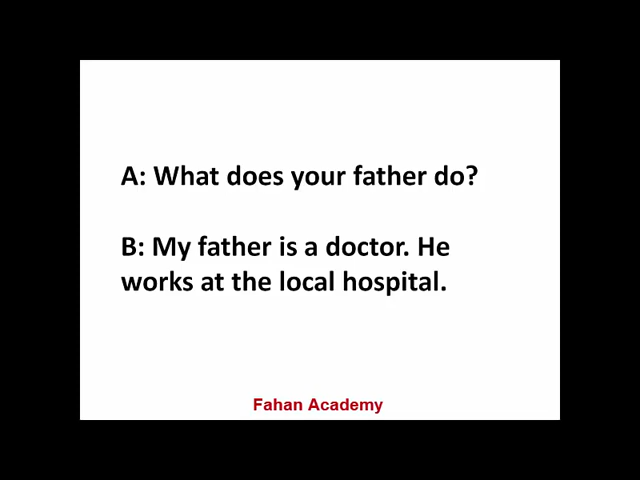 A: What does your father do?
B: My father is a doctor. He
works at the local hospital.
Fahan Academy